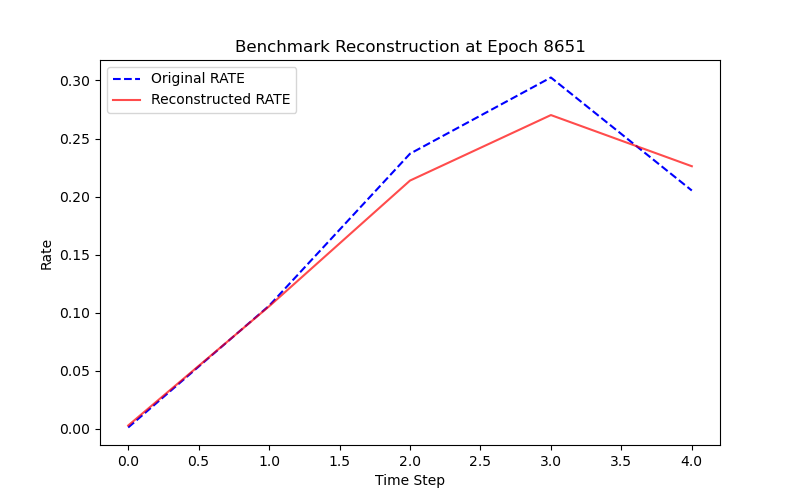 Benchmark Reconstruction at Epoch 8651
Original RATE
Reconstructed RATE
Rate
0.30
0.25
0.20
0.15
0.10
0.05
0.00
0.0 0.5 1.0 1.5 2.0 2.5 3.0 3.5 4.0
Time Step